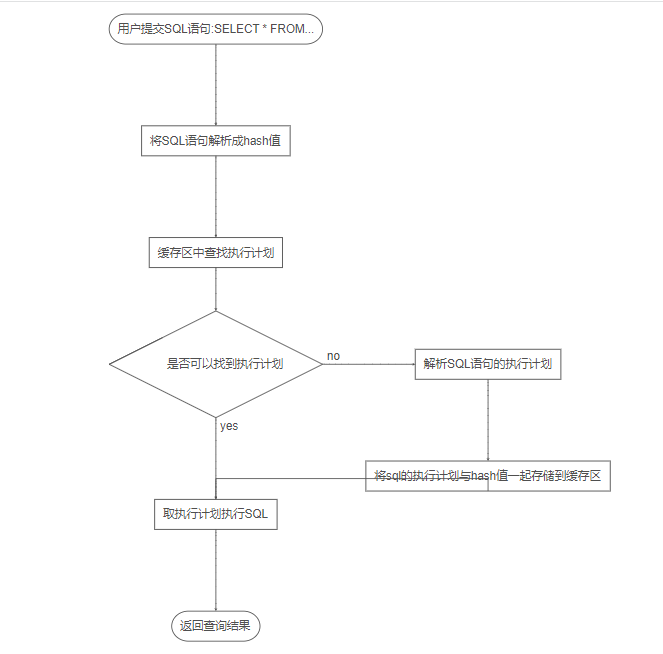 用户提交SQL语句:SELECT * FROM...
将SQL语句解析成hash值
缓存区中查找执行计划
是否可以找到执行计划
no
解析SQL语句的执行计划
yes
将sql的执行计划与hash值一起存储到缓存区
取执行计划执行SQL
返回查询结果